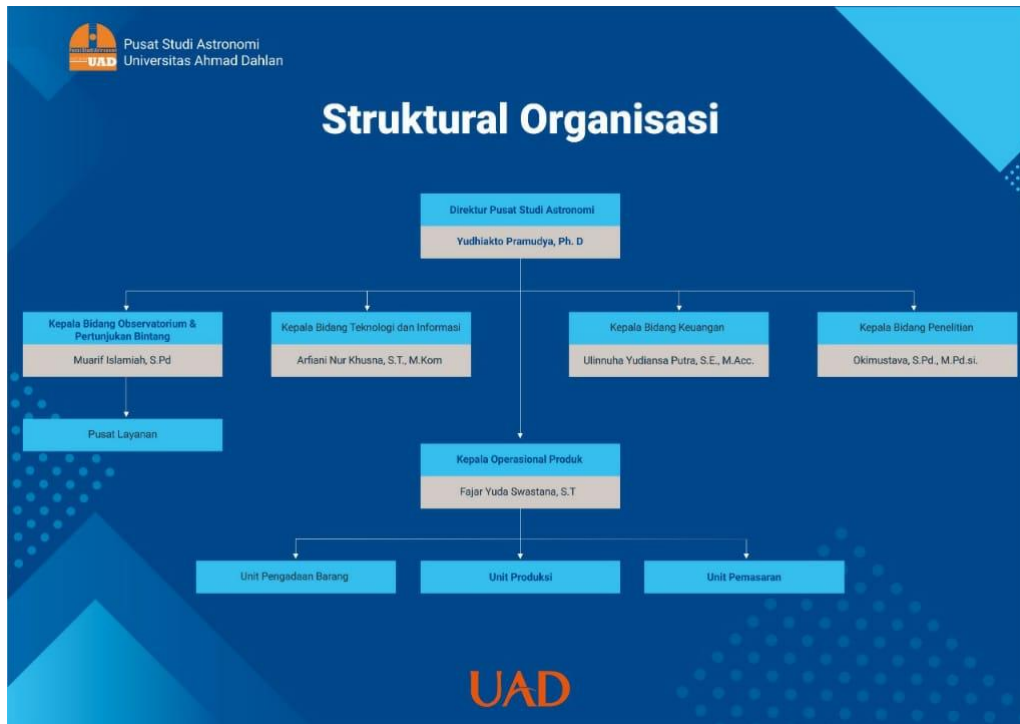 Pusat Studi Astronomi
UAD
Universitas Ahmad Dahlan
Struktural Organisasi
Direktur Pusat Studi Astronomi
Yudhiakto Pramudya, Ph. D
Kepala Bidang Observatorium &
Pertunjukan Bintang
Muarif Islamiah, S.Pd
Kepala Bidang Teknologi dan Informasi
Arfiani Nur Khusna, S.T., M.Kom
Kepala Bidang Keuangan
Ulinnuha Yudiansa Putra, S.E., M.Acc.
Kepala Bidang Penelitian
Okimustava, S.Pd., M.Pd.si.
Pusat Layanan
Kepala Operasional Produk
Fajar Yuda Swastana, S.T
Unit Pengadaan Barang
Unit Produksi
Unit Pemasaran
UAD